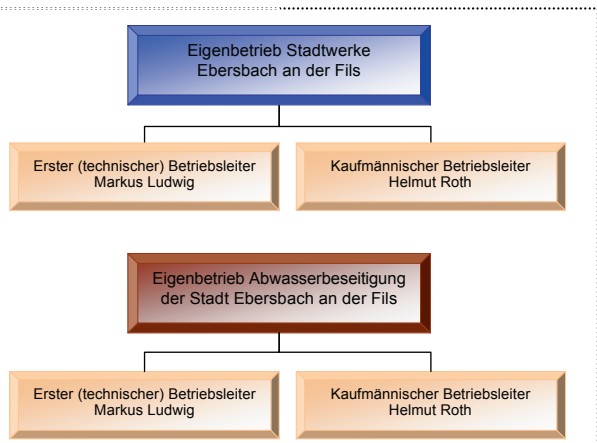 Eigenbetrieb Stadtwerke
Ebersbach an der Fils
Erster (technischer) Betriebsleiter
Markus Ludwig
Kaufmännischer Betriebsleiter
Helmut Roth
Eigenbetrieb Abwasserbeseitigung
der Stadt Ebersbach an der Fils
Erster (technischer) Betriebsleiter
Markus Ludwig
Kaufmännischer Betriebsleiter
Helmut Roth